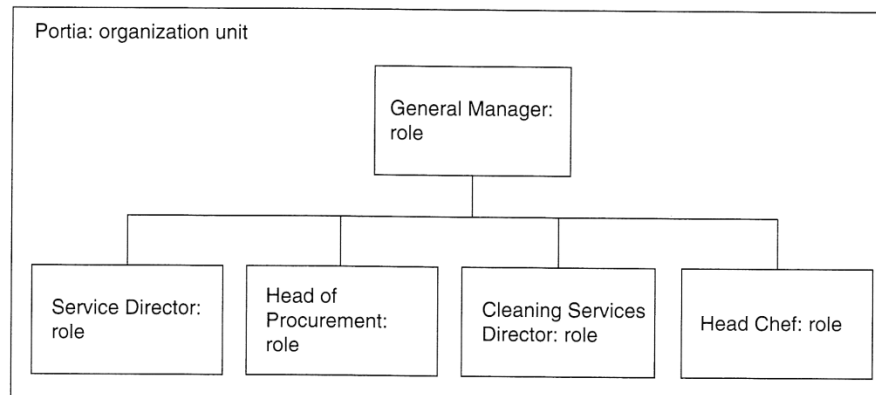 Portia: organization unit
General Manager:
role
Service Director:
role
Head of
Procurement:
role
Cleaning Services
Director: role
Head Chef: role